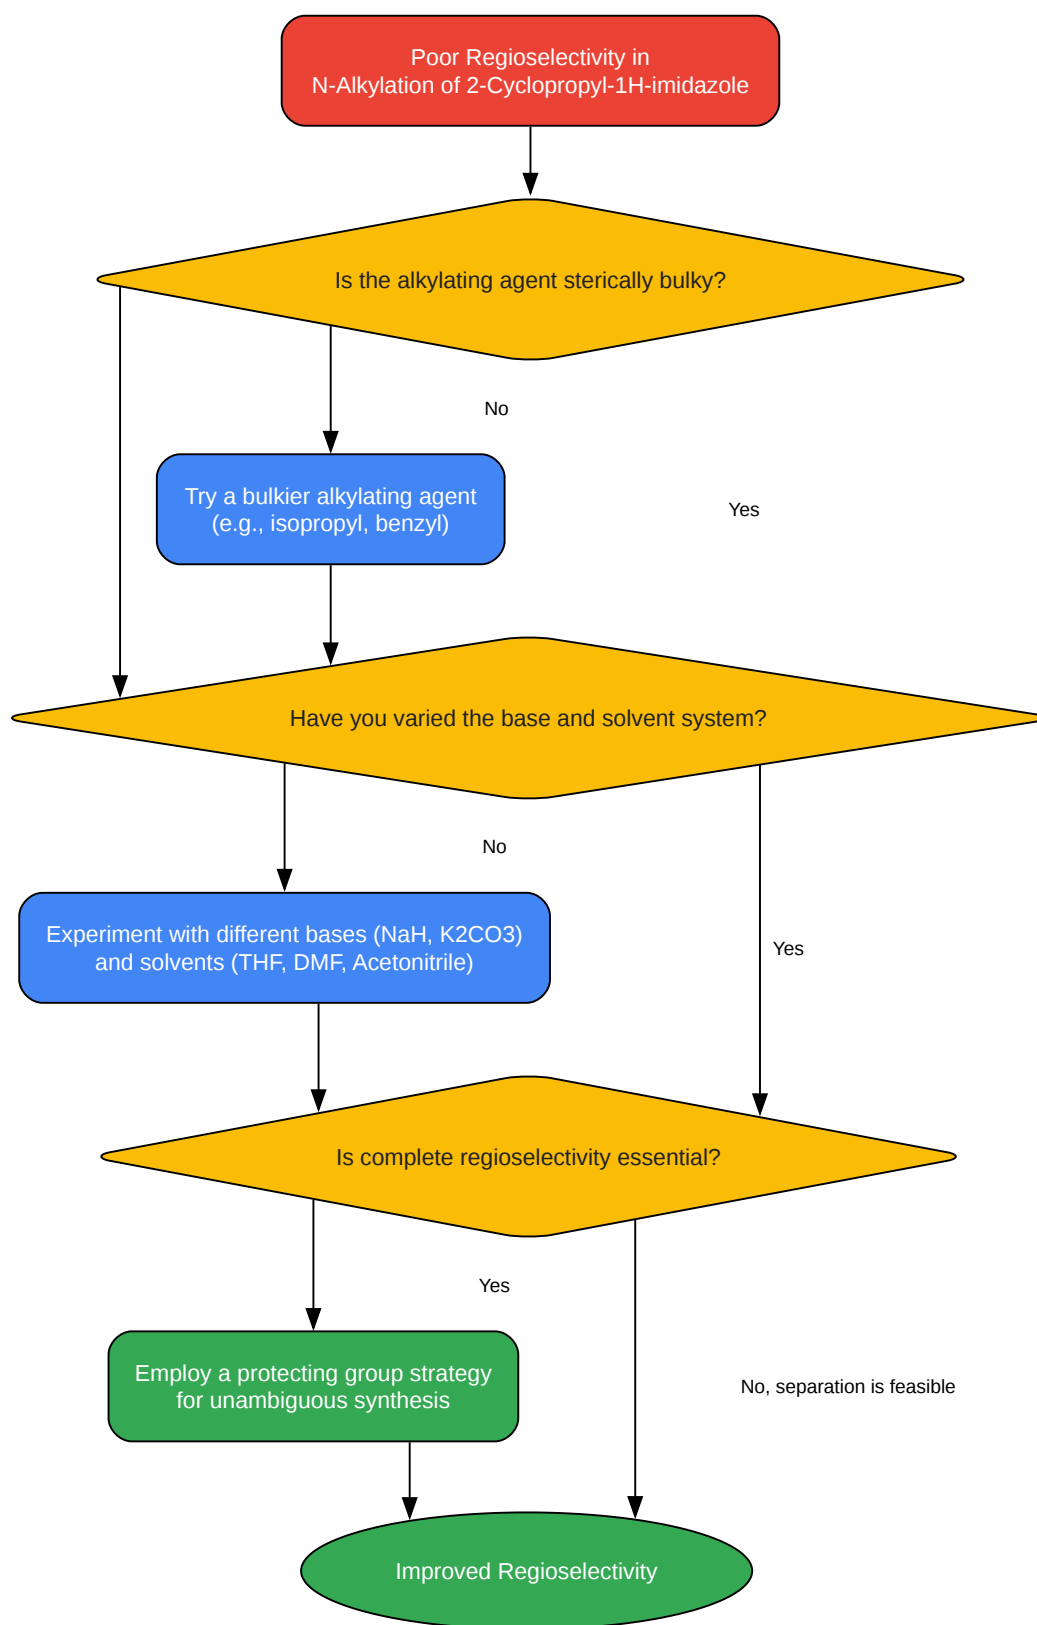 Poor Regioselectivity in
N-Alkylation of 2-Cyclopropyl-1H-imidazole
Is the alkylating agent sterically bulky?
No
Try a bulkier alkylating agent
(e.g., isopropyl, benzyl)
Yes
Have you varied the base and solvent system?
No
Experiment with different bases (NaH, K2CO3)
and solvents (THF, DMF, Acetonitrile)
Yes
Is complete regioselectivity essential?
Yes
Employ a protecting group strategy
for unambiguous synthesis
No, separation is feasible
Improved Regioselectivity